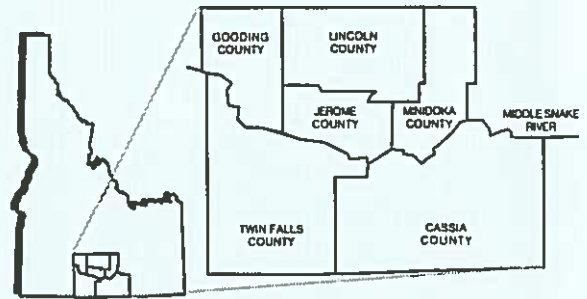 GOODING
COUNTY
LINCOLN
COUNTY
JEROME
COUNTY
MINIDOKA
COUNTY
MIDDLE SNAKE
RIVER
TWIN FALLS
COUNTY
CASSIA
COUNTY